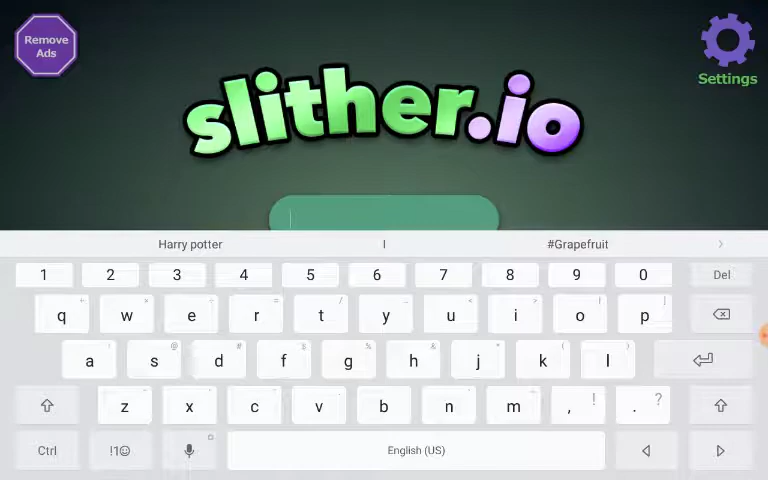 Remove
Ads
Settings
slither.io
Harry potter I #Grapefruit
1 2 3 4 5 6 7 8 9 0 Del
q w e r t y u i o p
a s d f g h j k l
z x c v b n m , ! . ?
Ctrl !1☺ English (US)